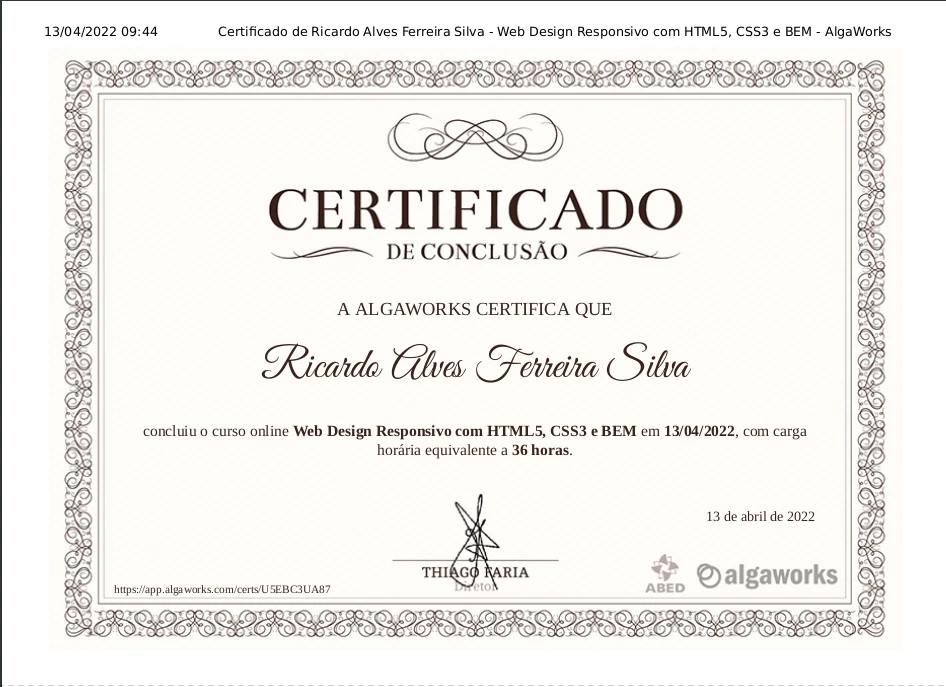 13/04/2022 09:44 Certificado de Ricardo Alves Ferreira Silva - Web Design Responsivo com HTML5, CSS3 e BEM - AlgaWorks
CERTIFICADO
DE CONCLUSÃO
A ALGAWORKS CERTIFICA QUE
Ricardo Alves Ferreira Silva
concluiu o curso online Web Design Responsivo com HTML5, CSS3 e BEM em 13/04/2022, com carga
horária equivalente a 36 horas.
13 de abril de 2022
THIAGO FARIA
Diretor
https://app.algaworks.com/certs/U5EBC3UA87
ABED
algaworks